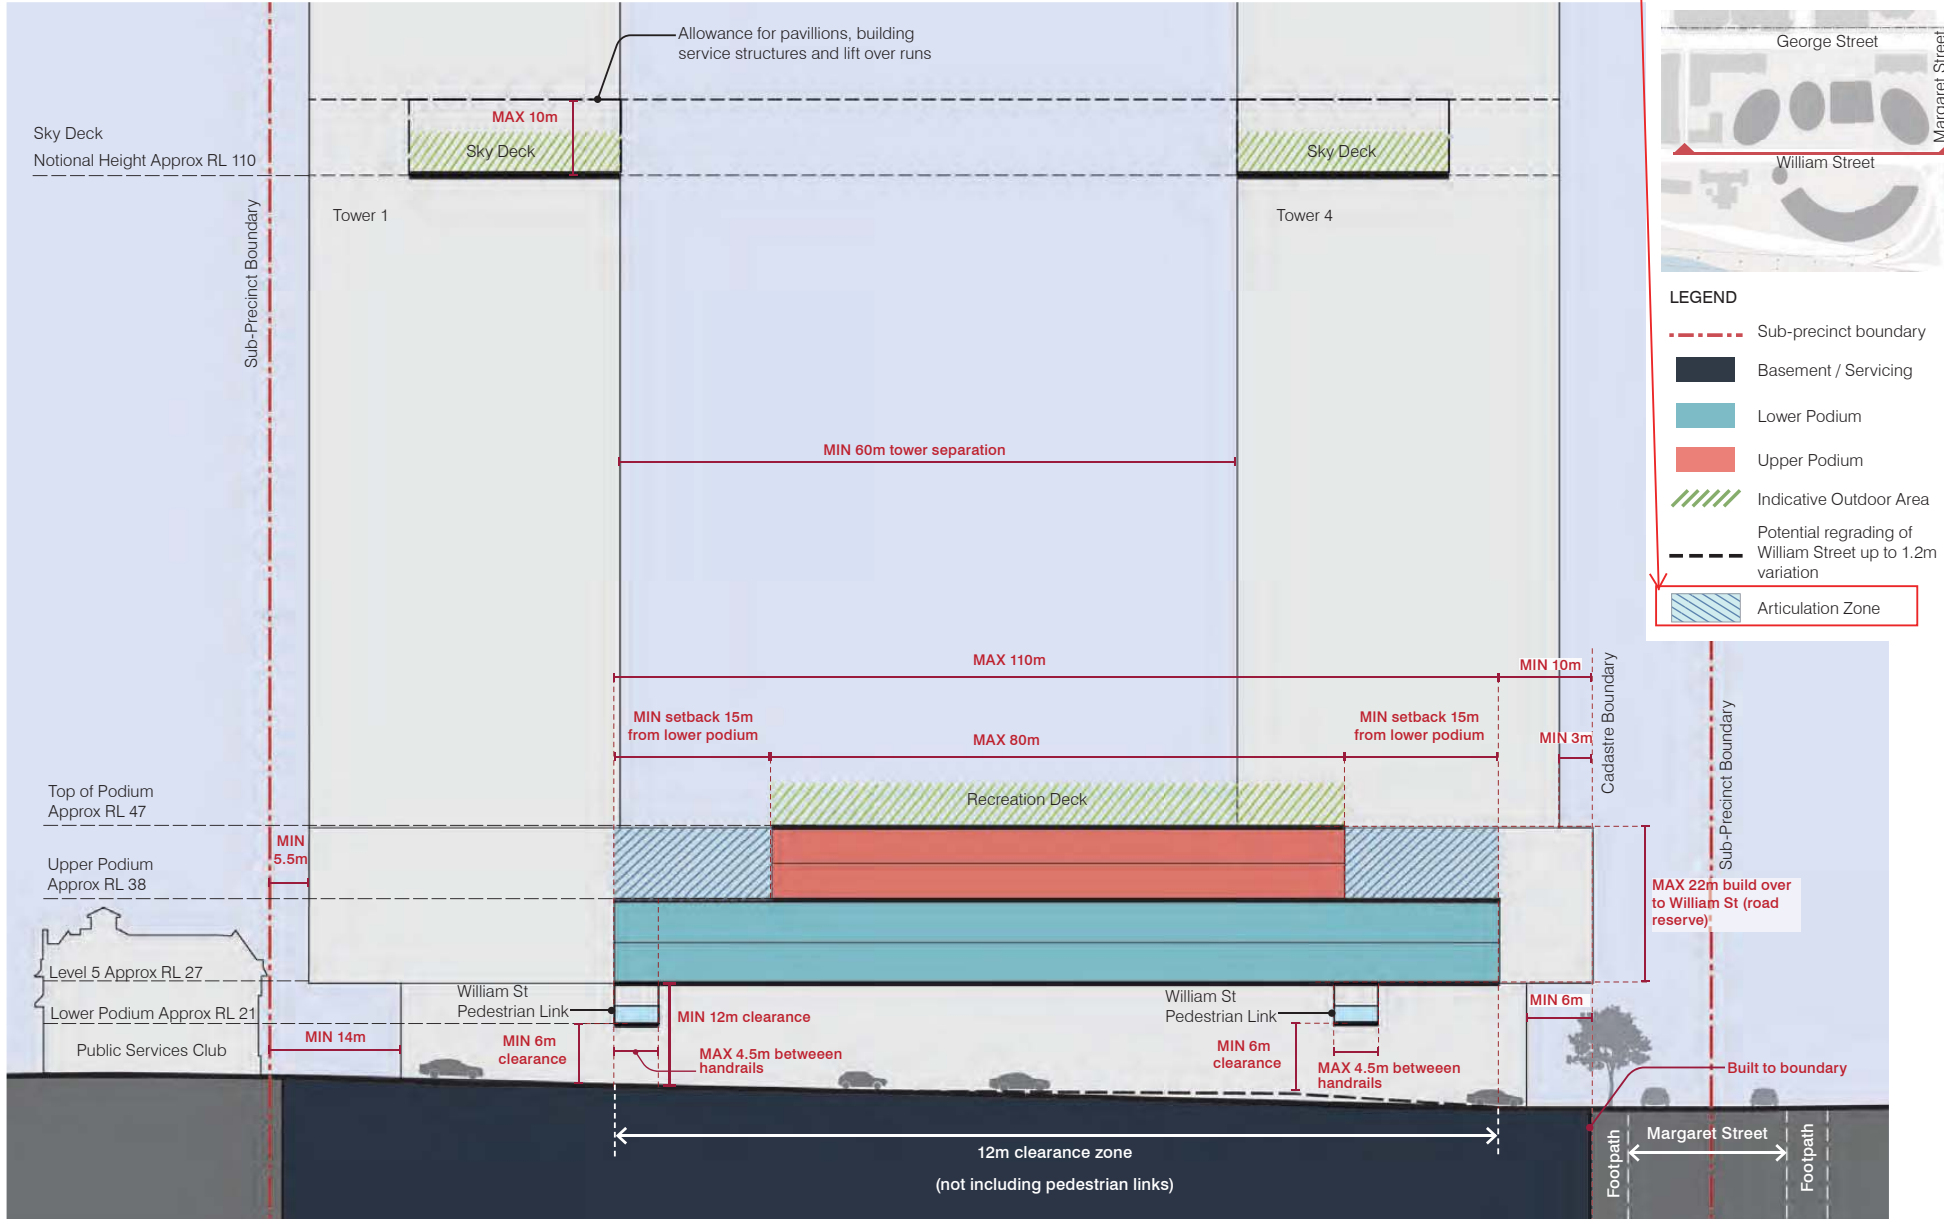 Allowance for pavillions, building
service structures and lift over runs
George Street
Margaret Street
William Street
MAX 10m
Sky Deck
Notional Height Approx RL 110
Sky Deck
Sky Deck
Tower 1
Tower 4
Sub-Precinct Boundary
LEGEND
Sub-precinct boundary
Basement / Servicing
Lower Podium
Upper Podium
Indicative Outdoor Area
Potential regrading of
William Street up to 1.2m
variation
Articulation Zone
MIN 60m tower separation
MAX 110m
MIN 10m
Cadastre Boundary
Sub-Precinct Boundary
MIN setback 15m
from lower podium
MAX 80m
MIN setback 15m
from lower podium
MIN 3m
Top of Podium
Approx RL 47
Recreation Deck
MIN
5.5m
Upper Podium
Approx RL 38
MAX 22m build over
to William St (road
reserve)
Level 5 Approx RL 27
Lower Podium Approx RL 21
Public Services Club
MIN 14m
William St
Pedestrian Link
MIN 6m
clearance
MIN 12m clearance
MAX 4.5m betweeen
handrails
William St
Pedestrian Link
MIN 6m
clearance
MAX 4.5m betweeen
handrails
MIN 6m
Built to boundary
12m clearance zone
(not including pedestrian links)
Footpath
Margaret Street
Footpath